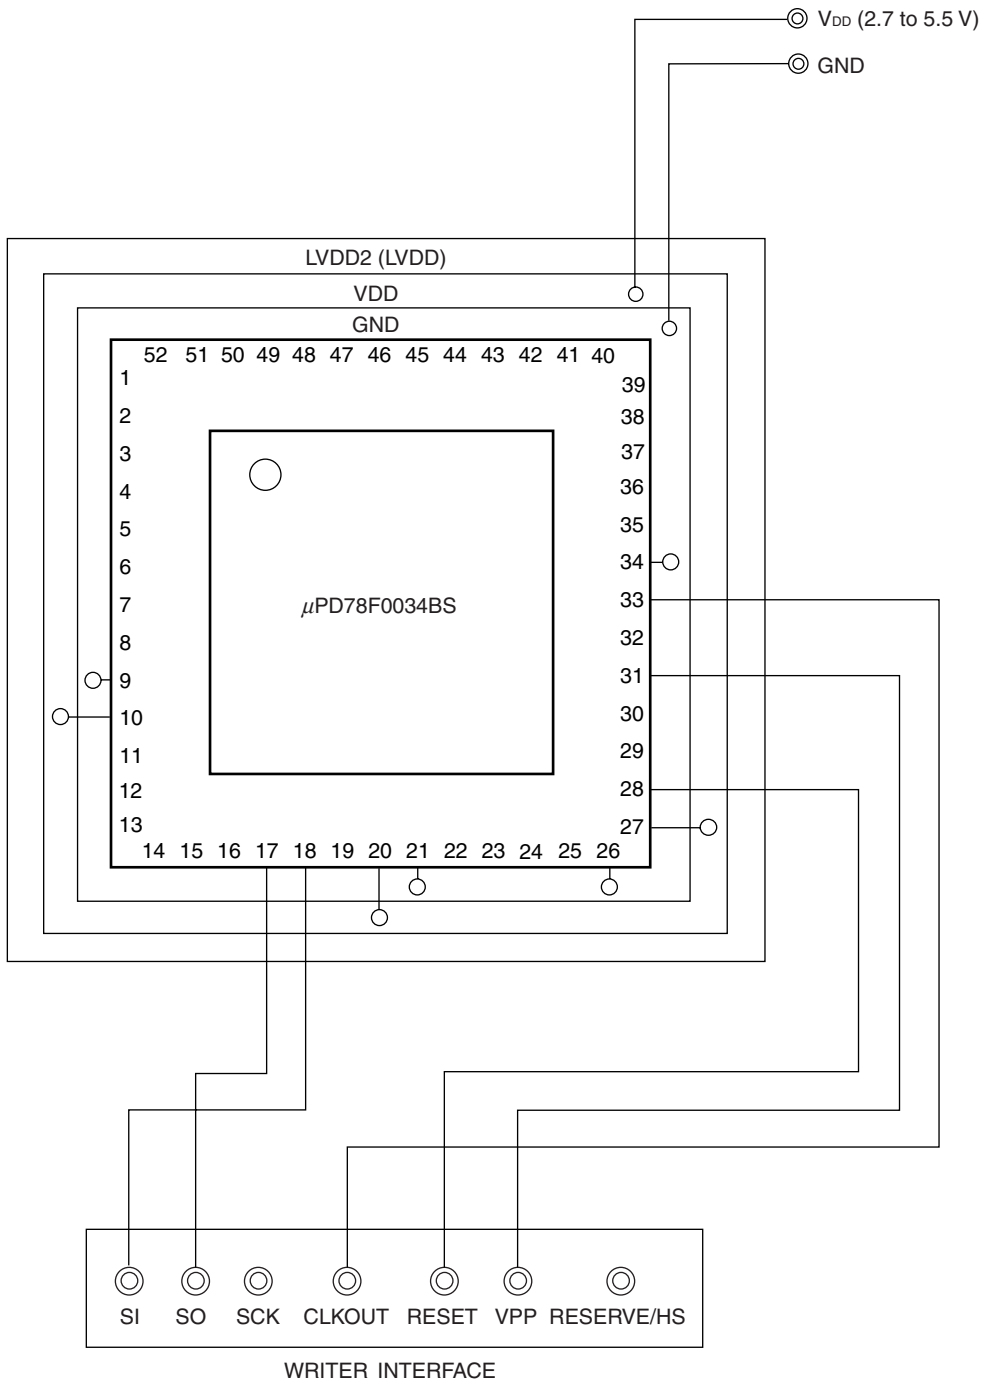 VDD (2.7 to 5.5 V)
GND
LVDD2 (LVDD)
VDD
GND
52 51 50 49 48 47 46 45 44 43 42 41 40
1 39
2 38
3 37
4 36
5 35
6 34
7 μPD78F0034BS 33
8 32
9 31
10 30
11 29
12 28
13 27
14 15 16 17 18 19 20 21 22 23 24 25 26
SI SO SCK CLKOUT RESET VPP RESERVE/HS
WRITER INTERFACE